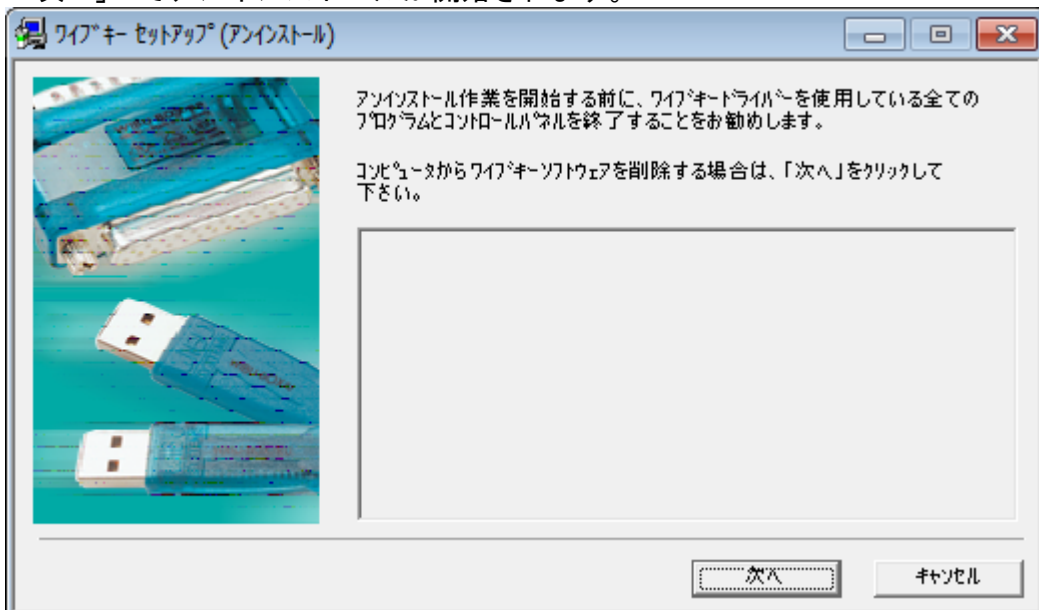 ﾜｲﾌﾞｷｰ ｾｯﾄｱｯﾌﾟ (ｱﾝｲﾝｽﾄｰﾙ)
ｱﾝｲﾝｽﾄｰﾙ作業を開始する前に、ﾜｲﾌﾞｷｰﾄﾞﾗｲﾊﾞｰを使用している全ての
ﾌﾟﾛｸﾞﾗﾑとｺﾝﾄﾛｰﾙﾊﾟﾈﾙを終了することをお勧めします。
ｺﾝﾋﾟｭｰﾀからﾜｲﾌﾞｷｰｿﾌﾄｳｪｱを削除する場合は、「次へ」をｸﾘｯｸして
下さい。
次へ
ｷｬﾝｾﾙ